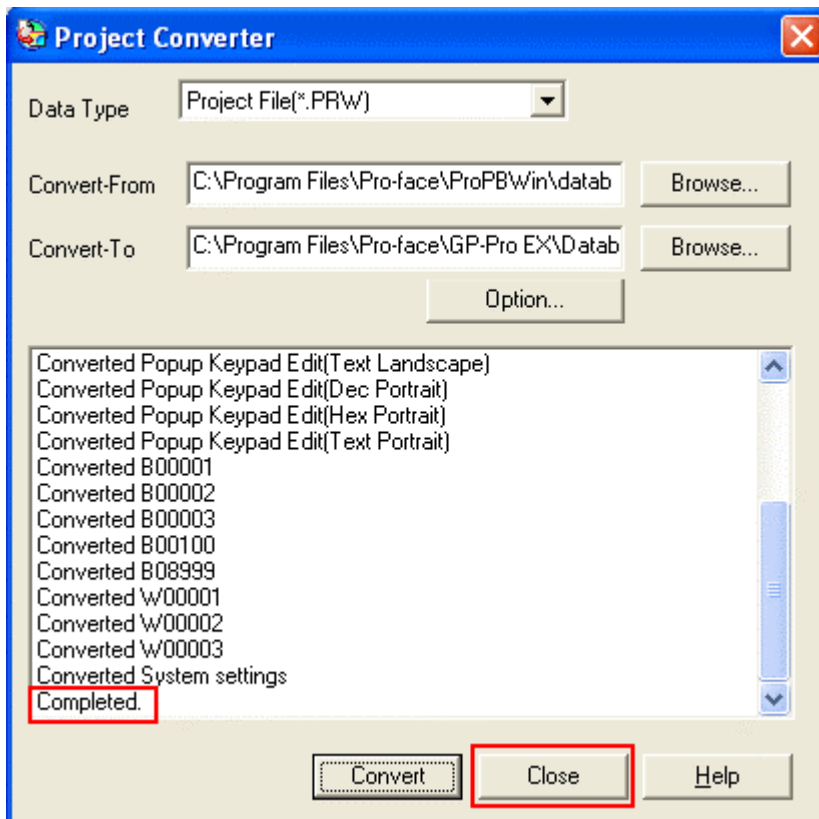 Project Converter
Data Type
Project File(*.PRW)
Convert-From
C:\Program Files\Pro-face\ProPBWin\datab
Browse...
Convert-To
C:\Program Files\Pro-face\GP-Pro EX\Datab
Browse...
Option...
Converted Popup Keypad Edit(Text Landscape)
Converted Popup Keypad Edit(Dec Portrait)
Converted Popup Keypad Edit(Hex Portrait)
Converted Popup Keypad Edit(Text Portrait)
Converted B00001
Converted B00002
Converted B00003
Converted B00100
Converted B08999
Converted W00001
Converted W00002
Converted W00003
Converted System settings
Completed.
Convert
Close
Help